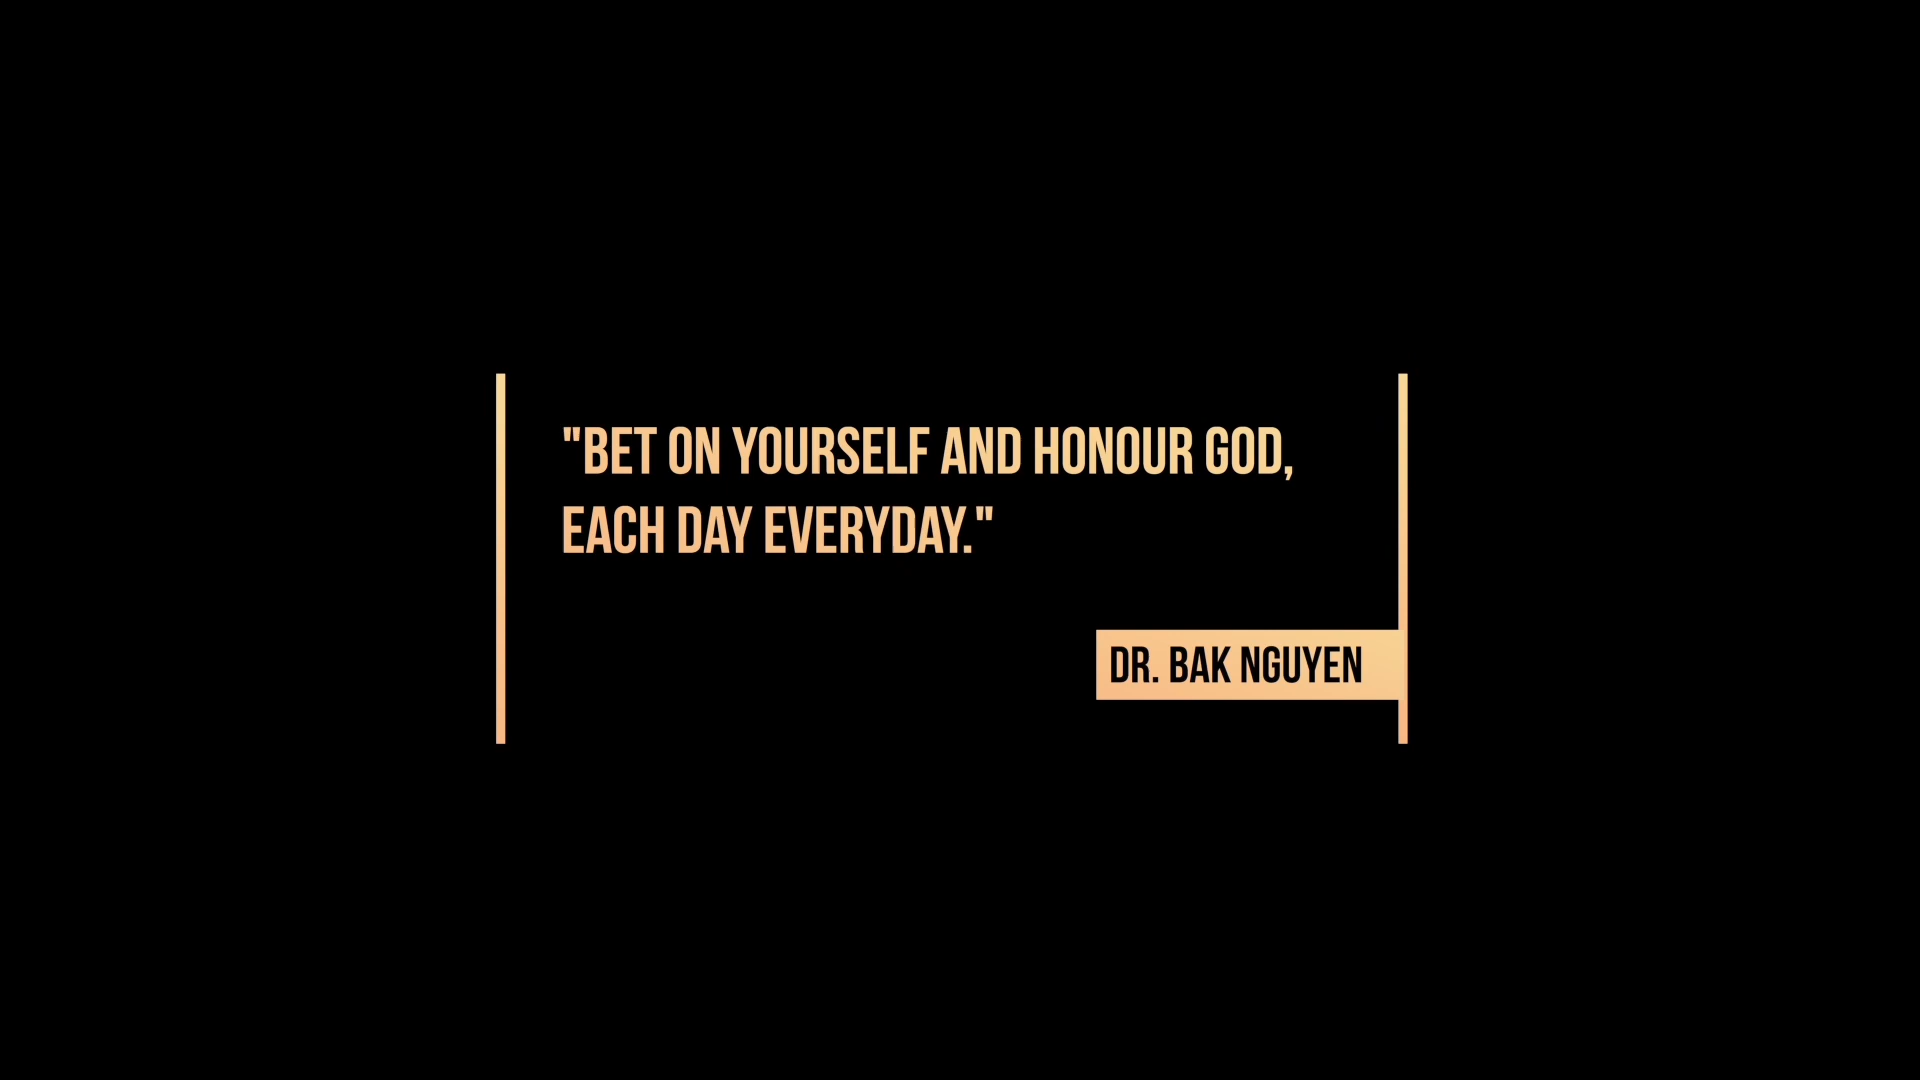 "BET ON YOURSELF AND HONOUR GOD,
EACH DAY EVERYDAY."
DR. BAK NGUYEN